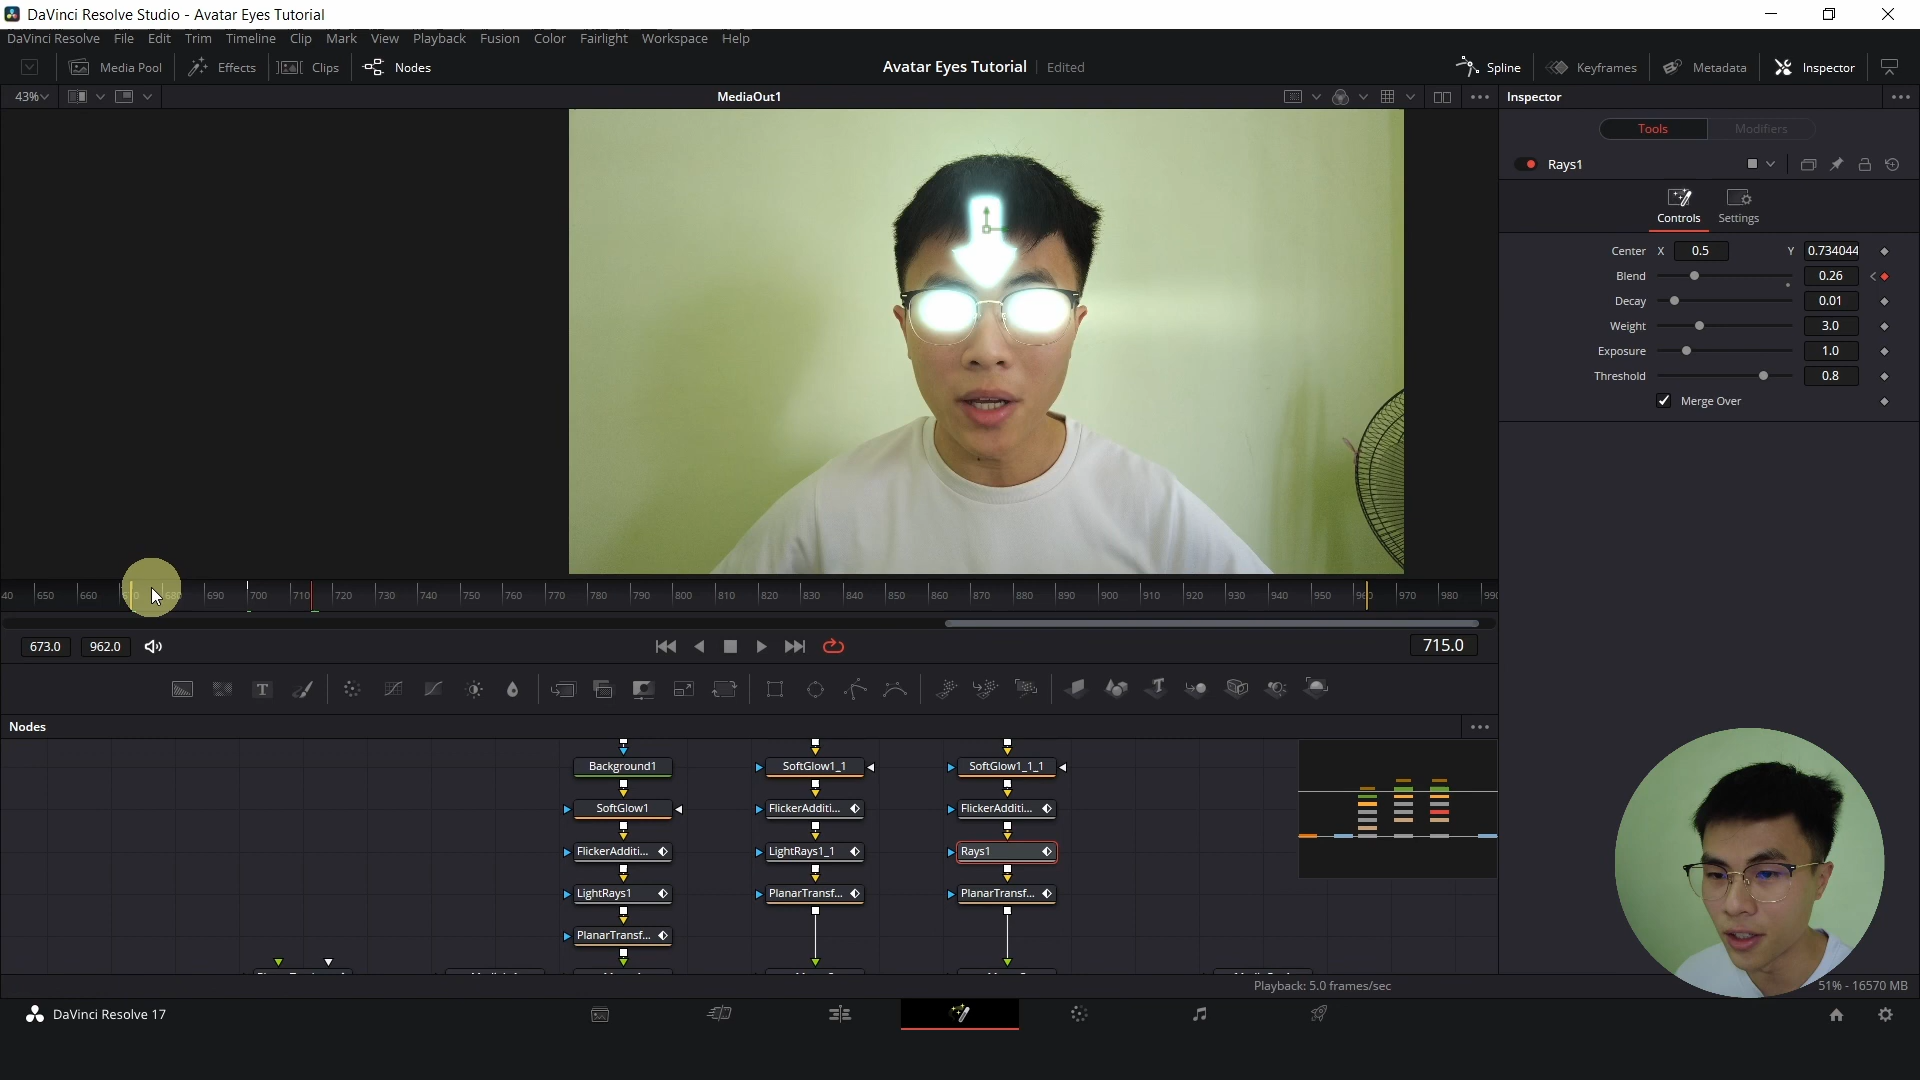 DaVinci Resolve Studio - Avatar Eyes Tutorial
DaVinci Resolve File Edit Trim Timeline Clip Mark View Playback Fusion Color Fairlight Workspace Help
Media Pool Effects Clips Nodes Avatar Eyes Tutorial Edited Spline Keyframes Metadata Inspector
43% MediaOut1 Inspector
Tools Modifiers
Rays1
Controls Settings
Center X 0.5 Y 0.734044
Blend 0.26
Decay 0.01
Weight 3.0
Exposure 1.0
Threshold 0.8
Merge Over
40 650 660 670 680 690 700 710 720 730 740 750 760 770 780 790 800 810 820 830 840 850 860 870 880 890 900 910 920 930 940 950 960 970 980 990
673.0 962.0 715.0
Nodes
Background1 SoftGlow1_1 SoftGlow1_1_1
SoftGlow1 FlickerAdditi... FlickerAdditi...
FlickerAdditi... LightRays1_1 Rays1
LightRays1 PlanarTransf... PlanarTransf...
PlanarTransf...
Playback: 5.0 frames/sec 51% - 16570 MB
DaVinci Resolve 17